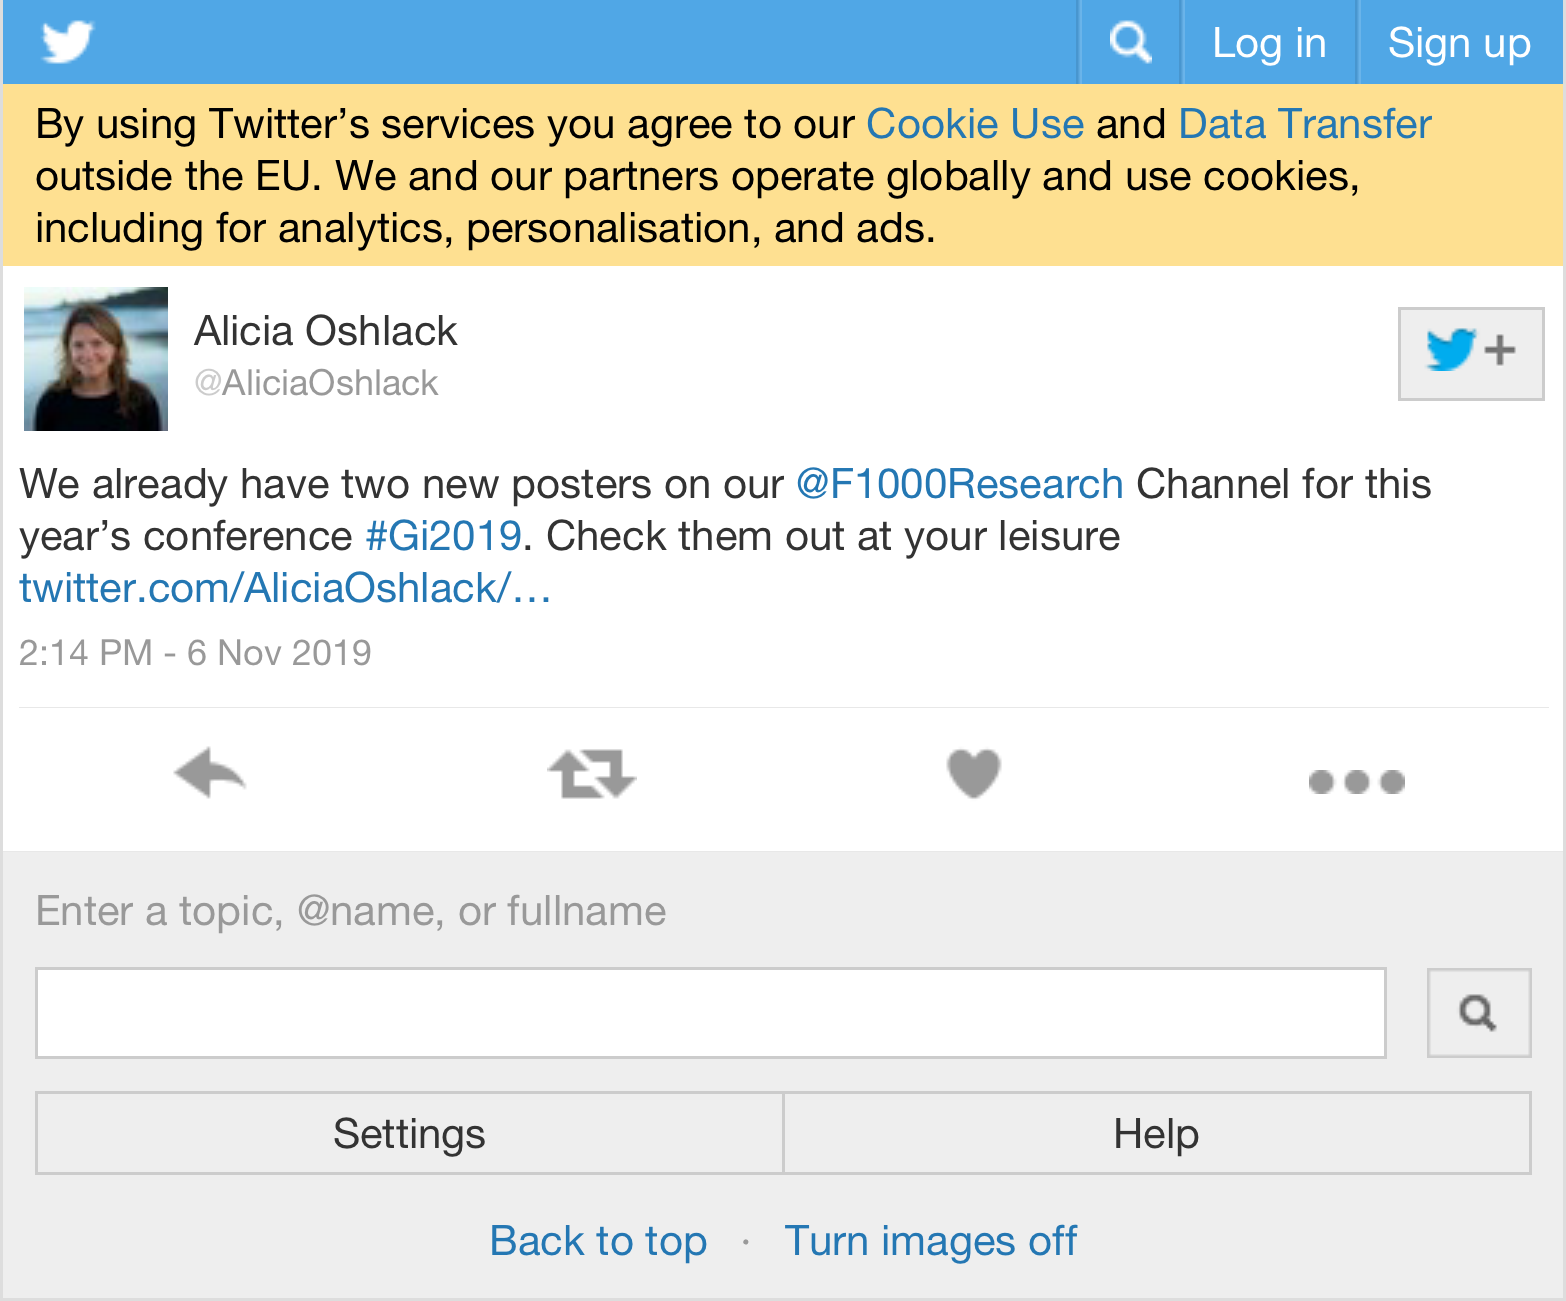 Log in
Sign up
By using Twitter’s services you agree to our Cookie Use and Data Transfer
outside the EU. We and our partners operate globally and use cookies,
including for analytics, personalisation, and ads.
Alicia Oshlack
@AliciaOshlack
+
We already have two new posters on our @F1000Research Channel for this
year’s conference #Gi2019. Check them out at your leisure
twitter.com/AliciaOshlack/…
2:14 PM - 6 Nov 2019
Enter a topic, @name, or fullname
Settings
Help
Back to top · Turn images off